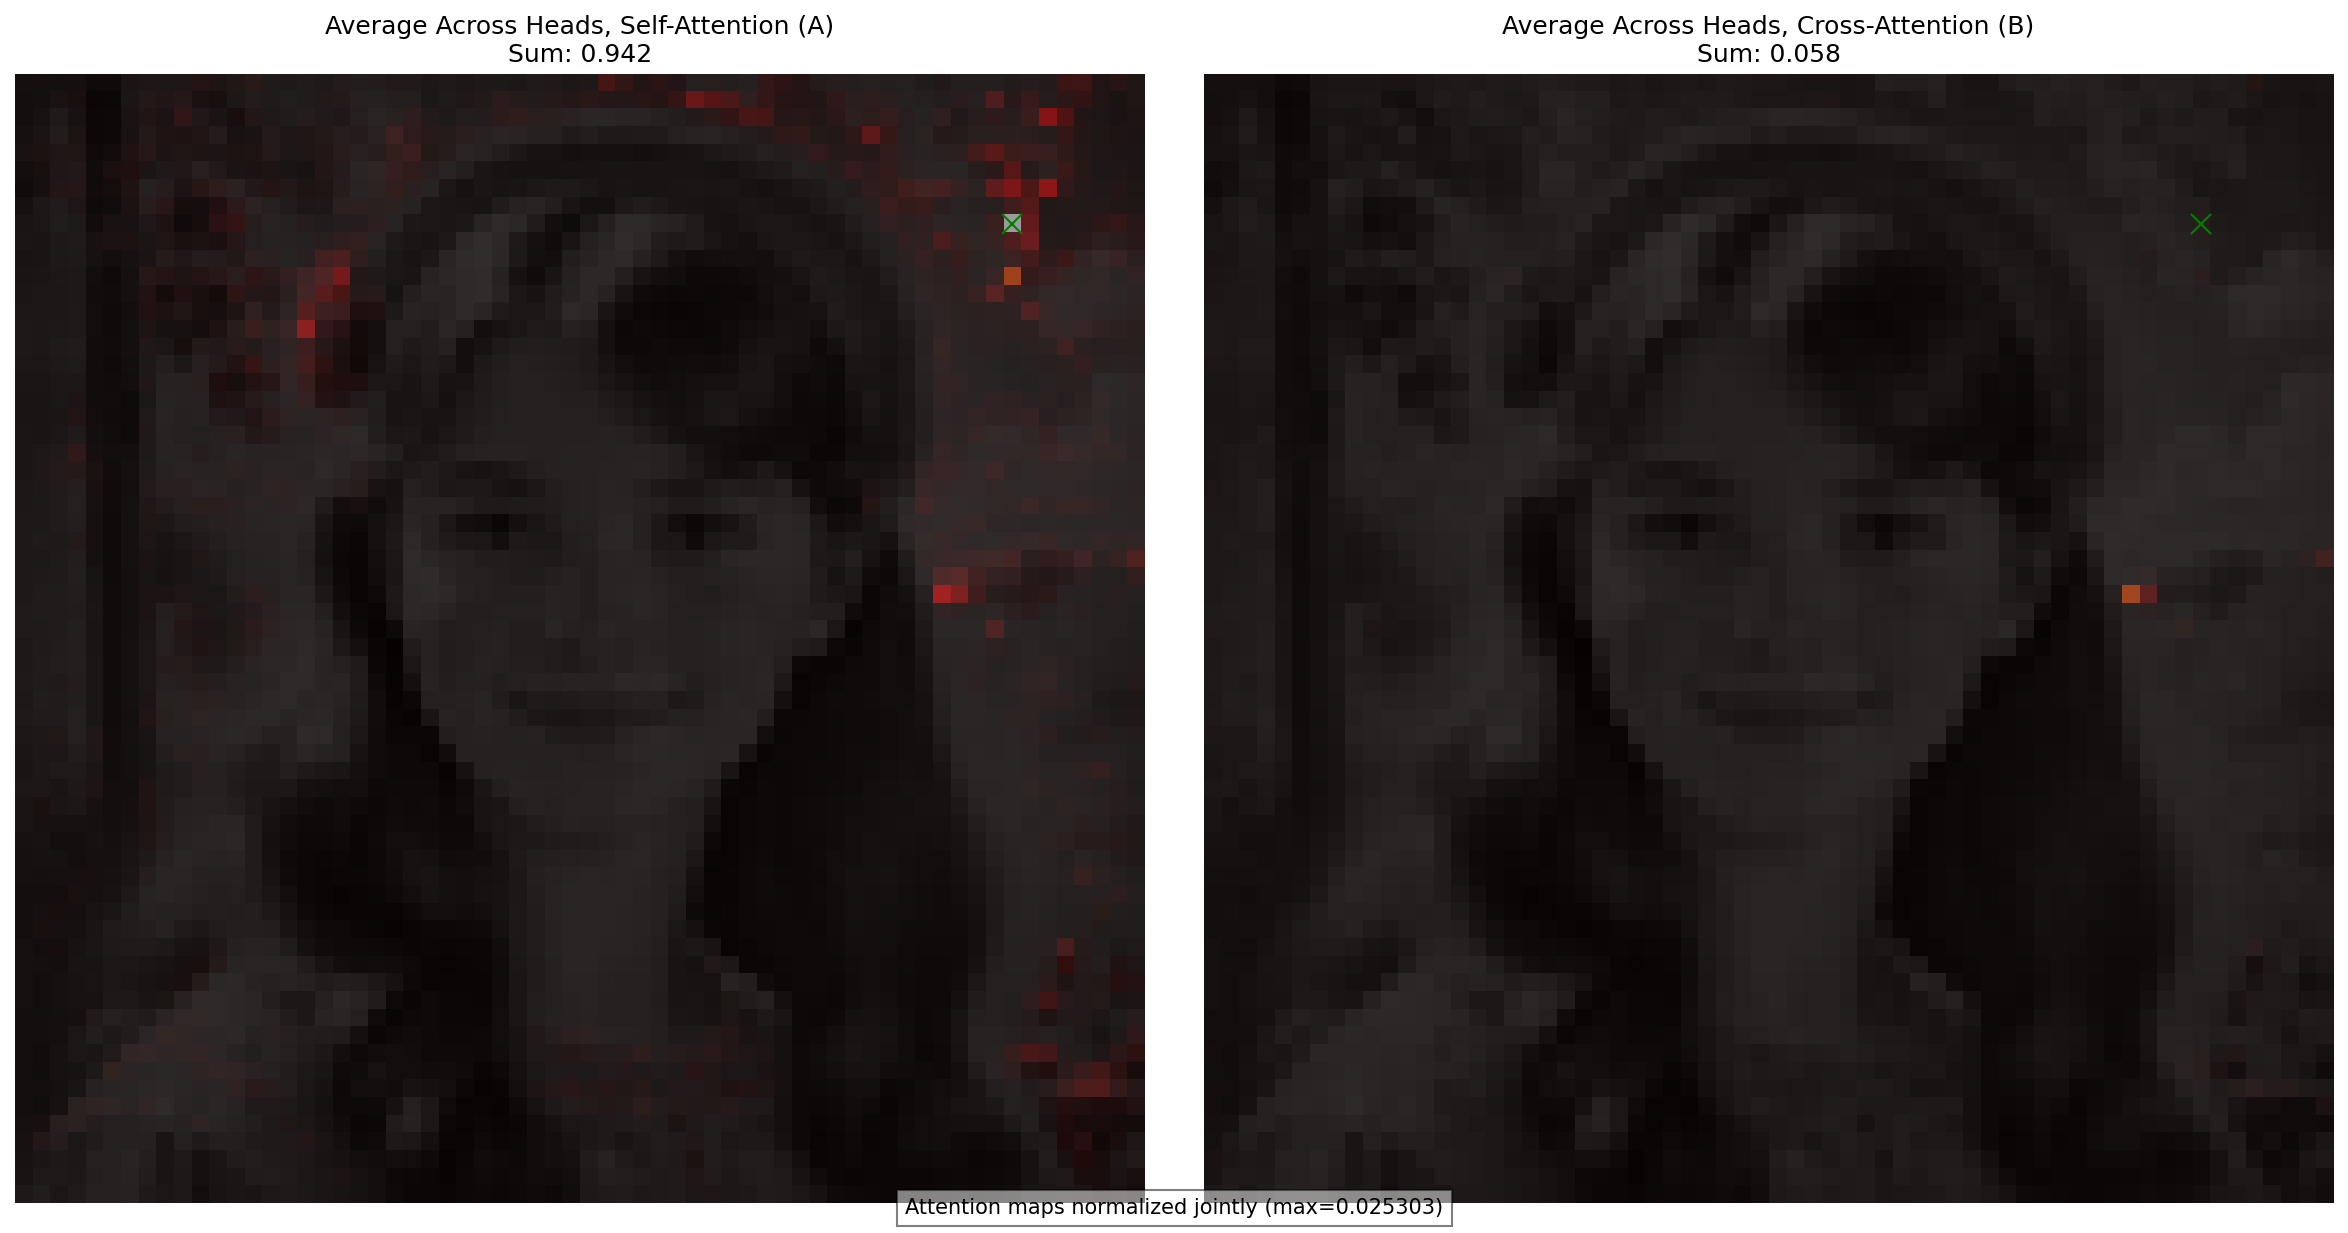 Average Across Heads, Self-Attention (A)
Sum: 0.942
Average Across Heads, Cross-Attention (B)
Sum: 0.058
Attention maps normalized jointly (max=0.025303)